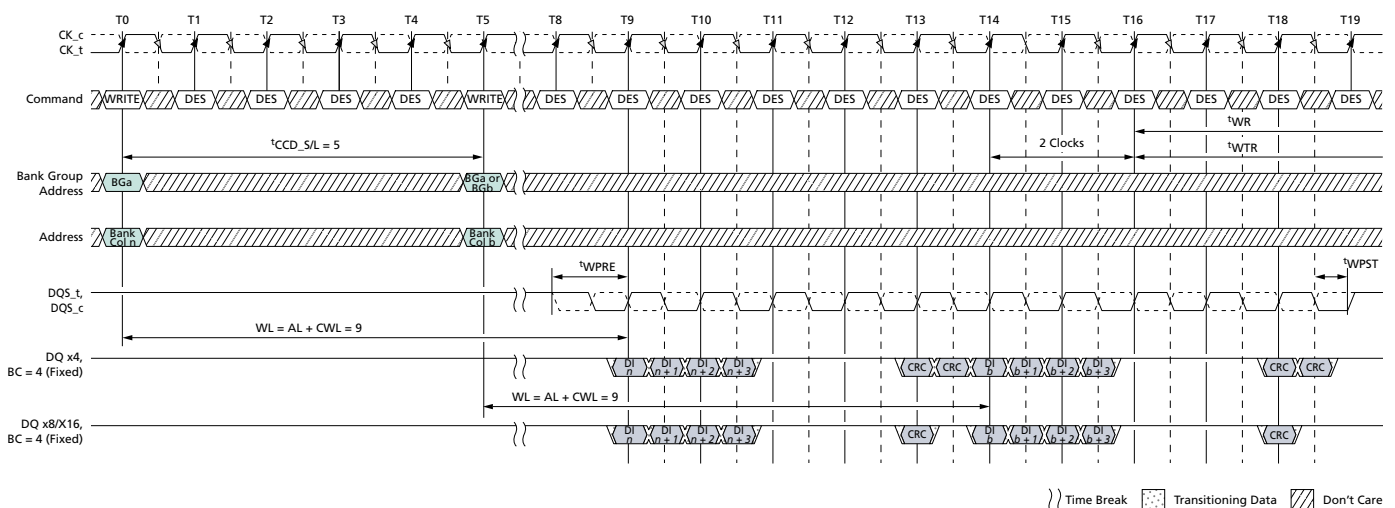 T0 T1 T2 T3 T4 T5 T8 T9 T10 T11 T12 T13 T14 T15 T16 T17 T18 T19
CK_c
CK_t
Command WRITE DES DES DES DES WRITE DES DES DES DES DES DES DES DES DES DES DES DES
tWR
tCCD_S/L = 5
2 Clocks
tWTR
Bank Group
Address
BGa
BGa or
BGb
Address
Bank
Col n
Bank
Col b
tWPRE
tWPST
DQS_t,
DQS_c
WL = AL + CWL = 9
DQ x4,
BC = 4 (Fixed)
DI
n
DI
n + 1
DI
n + 2
DI
n + 3
CRC CRC
DI
b
DI
b + 1
DI
b + 2
DI
b + 3
CRC CRC
WL = AL + CWL = 9
DQ x8/X16,
BC = 4 (Fixed)
DI
n
DI
n + 1
DI
n + 2
DI
n + 3
CRC
DI
b
DI
b + 1
DI
b + 2
DI
b + 3
CRC
Time Break Transitioning Data Don't Care